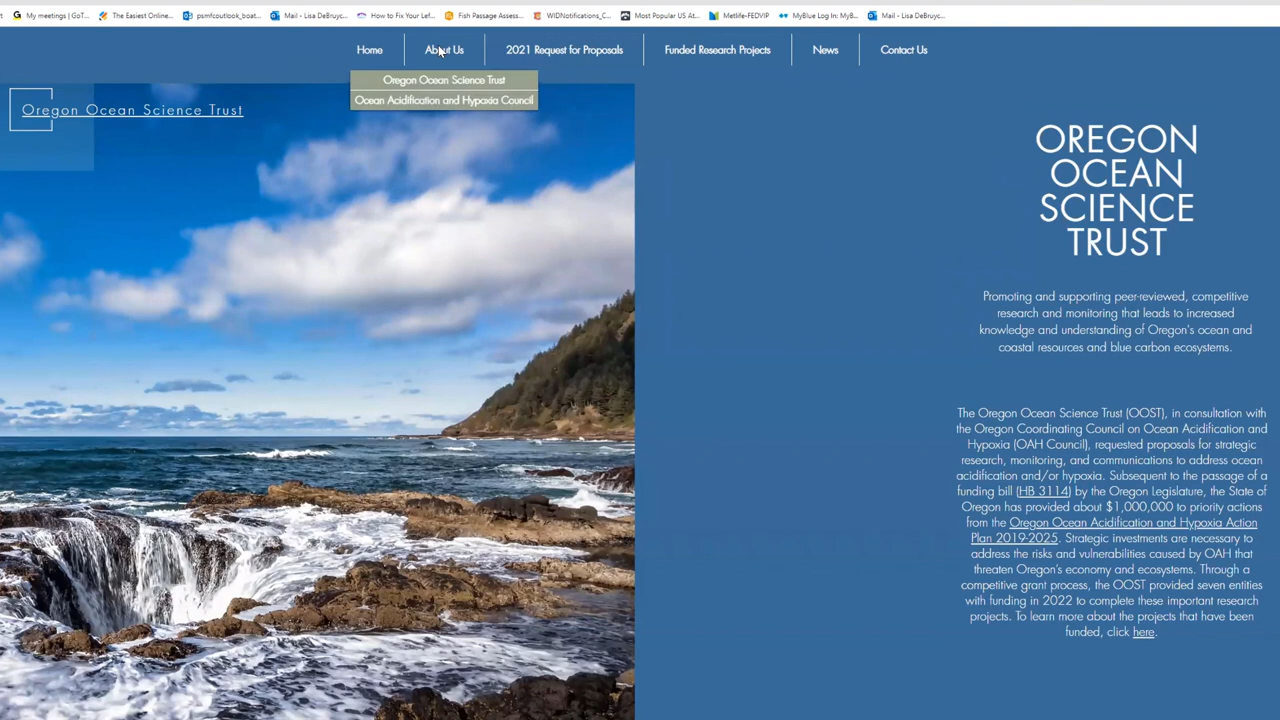 My meetings | GoT...
The Easiest Online...
psmfcoutlook_boat...
Mail - Lisa DeBruyc...
How to Fix Your Lef...
Fish Passage Assess...
WIDNotifications_C...
Most Popular US At...
Metlife-FEDVIP
MyBlue Log In: MyB...
Mail - Lisa DeBruyc...
Home
About Us
2021 Request for Proposals
Funded Research Projects
News
Contact Us
Oregon Ocean Science Trust
Ocean Acidification and Hypoxia Council
Oregon Ocean Science Trust
OREGON
OCEAN
SCIENCE
TRUST
Promoting and supporting peer-reviewed, competitive
research and monitoring that leads to increased
knowledge and understanding of Oregon's ocean and
coastal resources and blue carbon ecosystems.
The Oregon Ocean Science Trust (OOST), in consultation with
the Oregon Coordinating Council on Ocean Acidification and
Hypoxia (OAH Council), requested proposals for strategic
research, monitoring, and communications to address ocean
acidification and/or hypoxia. Subsequent to the passage of a
funding bill (HB 3114) by the Oregon Legislature, the State of
Oregon has provided about $1,000,000 to priority actions
from the Oregon Ocean Acidification and Hypoxia Action
Plan 2019-2025. Strategic investments are necessary to
address the risks and vulnerabilities caused by OAH that
threaten Oregon's economy and ecosystems. Through a
competitive grant process, the OOST provided seven entities
with funding in 2022 to complete these important research
projects. To learn more about the projects that have been
funded, click here.